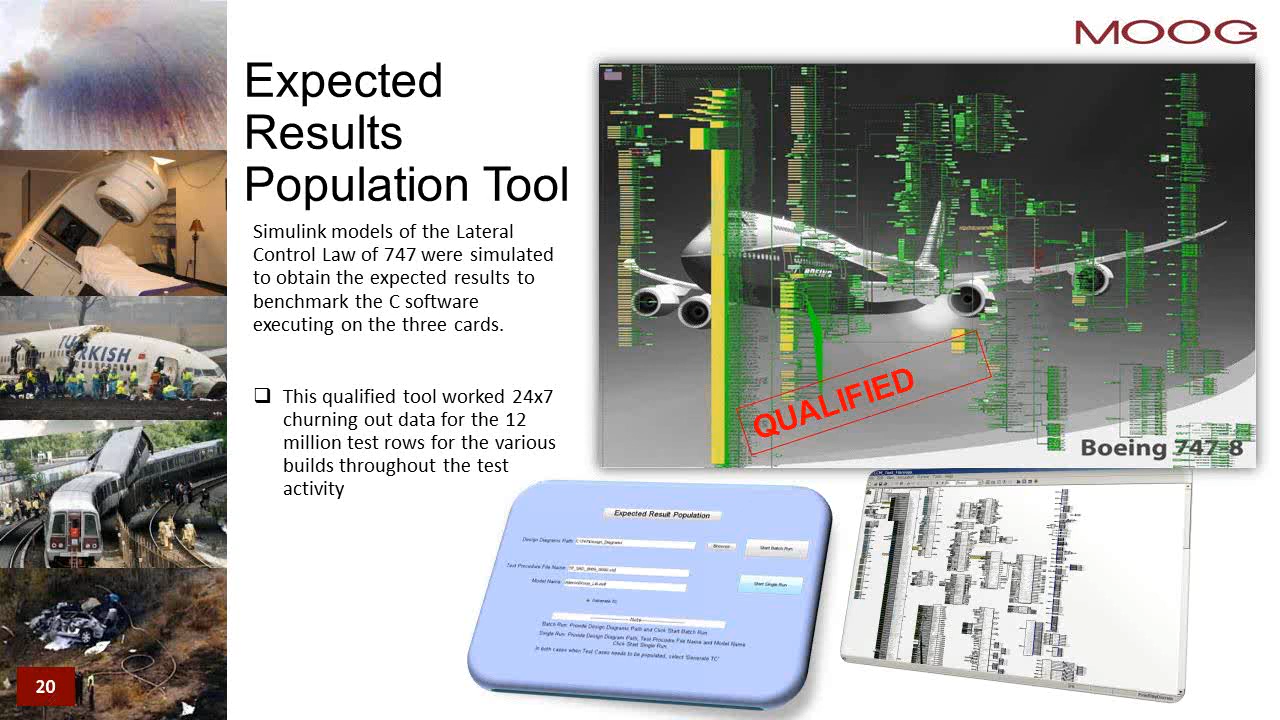 MOOG
Expected
Results
Population Tool
Simulink models of the Lateral
Control Law of 747 were simulated
to obtain the expected results to
benchmark the C software
executing on the three cards.
❑ This qualified tool worked 24x7
churning out data for the 12
million test rows for the various
builds throughout the test
activity
TURKISH
BOEING
QUALIFIED
Boeing 747-8
Expected Result Population
Design Diagrams Path
Browse
Start Batch Run
Test Procedure File Name
Model Name
Start Single Run
Generate TC
Note
Batch Run: Provide Design Diagrams Path and Click Start Batch Run
Single Run: Provide Design Diagram Path, Test Procedure File Name and Model Name
Click Start Single Run
In both cases when Test Cases needs to be populated, select 'Generate TC'
20